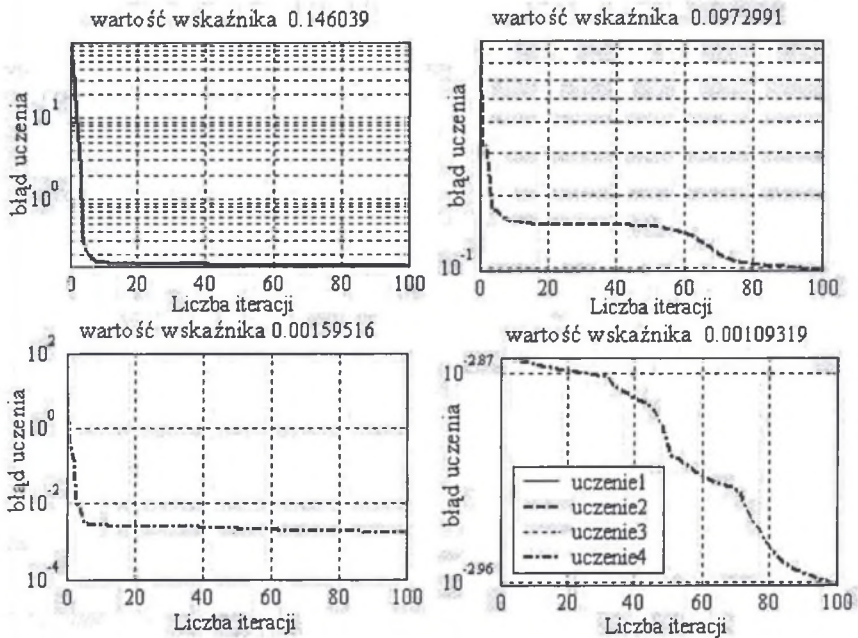 wartość wskaźnika 0.146039
błąd uczenia
10^1
10^0
0 20 40 60 80 100
Liczba iteracji
wartość wskaźnika 0.0972991
błąd uczenia
10^-1
0 20 40 60 80 100
Liczba iteracji
wartość wskaźnika 0.00159516
błąd uczenia
10^2
10^0
10^-2
10^-4
0 20 40 60 80 100
Liczba iteracji
wartość wskaźnika 0.00109319
błąd uczenia
10^-2.87
10^-2.96
uczenie1
uczenie2
uczenie3
uczenie4
0 20 40 60 80 100
Liczba iteracji